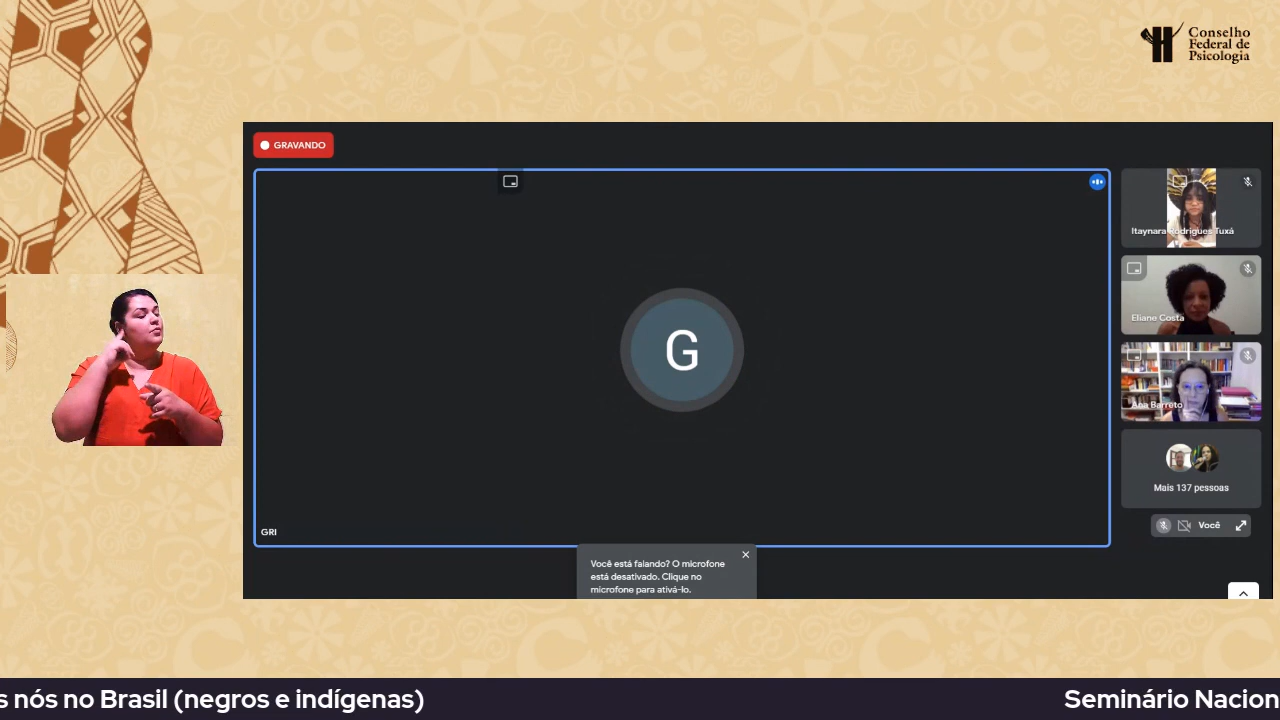 Conselho
Federal de
Psicologia
GRAVANDO
Itaynara Rodrigues Tuxá
Eliane Costa
G
Ana Barreto
Mais 137 pessoas
Você
GRI
Você está falando? O microfone
está desativado. Clique no
microfone para ativá-lo.
s nós no Brasil (negros e indígenas)
Seminário Nacion